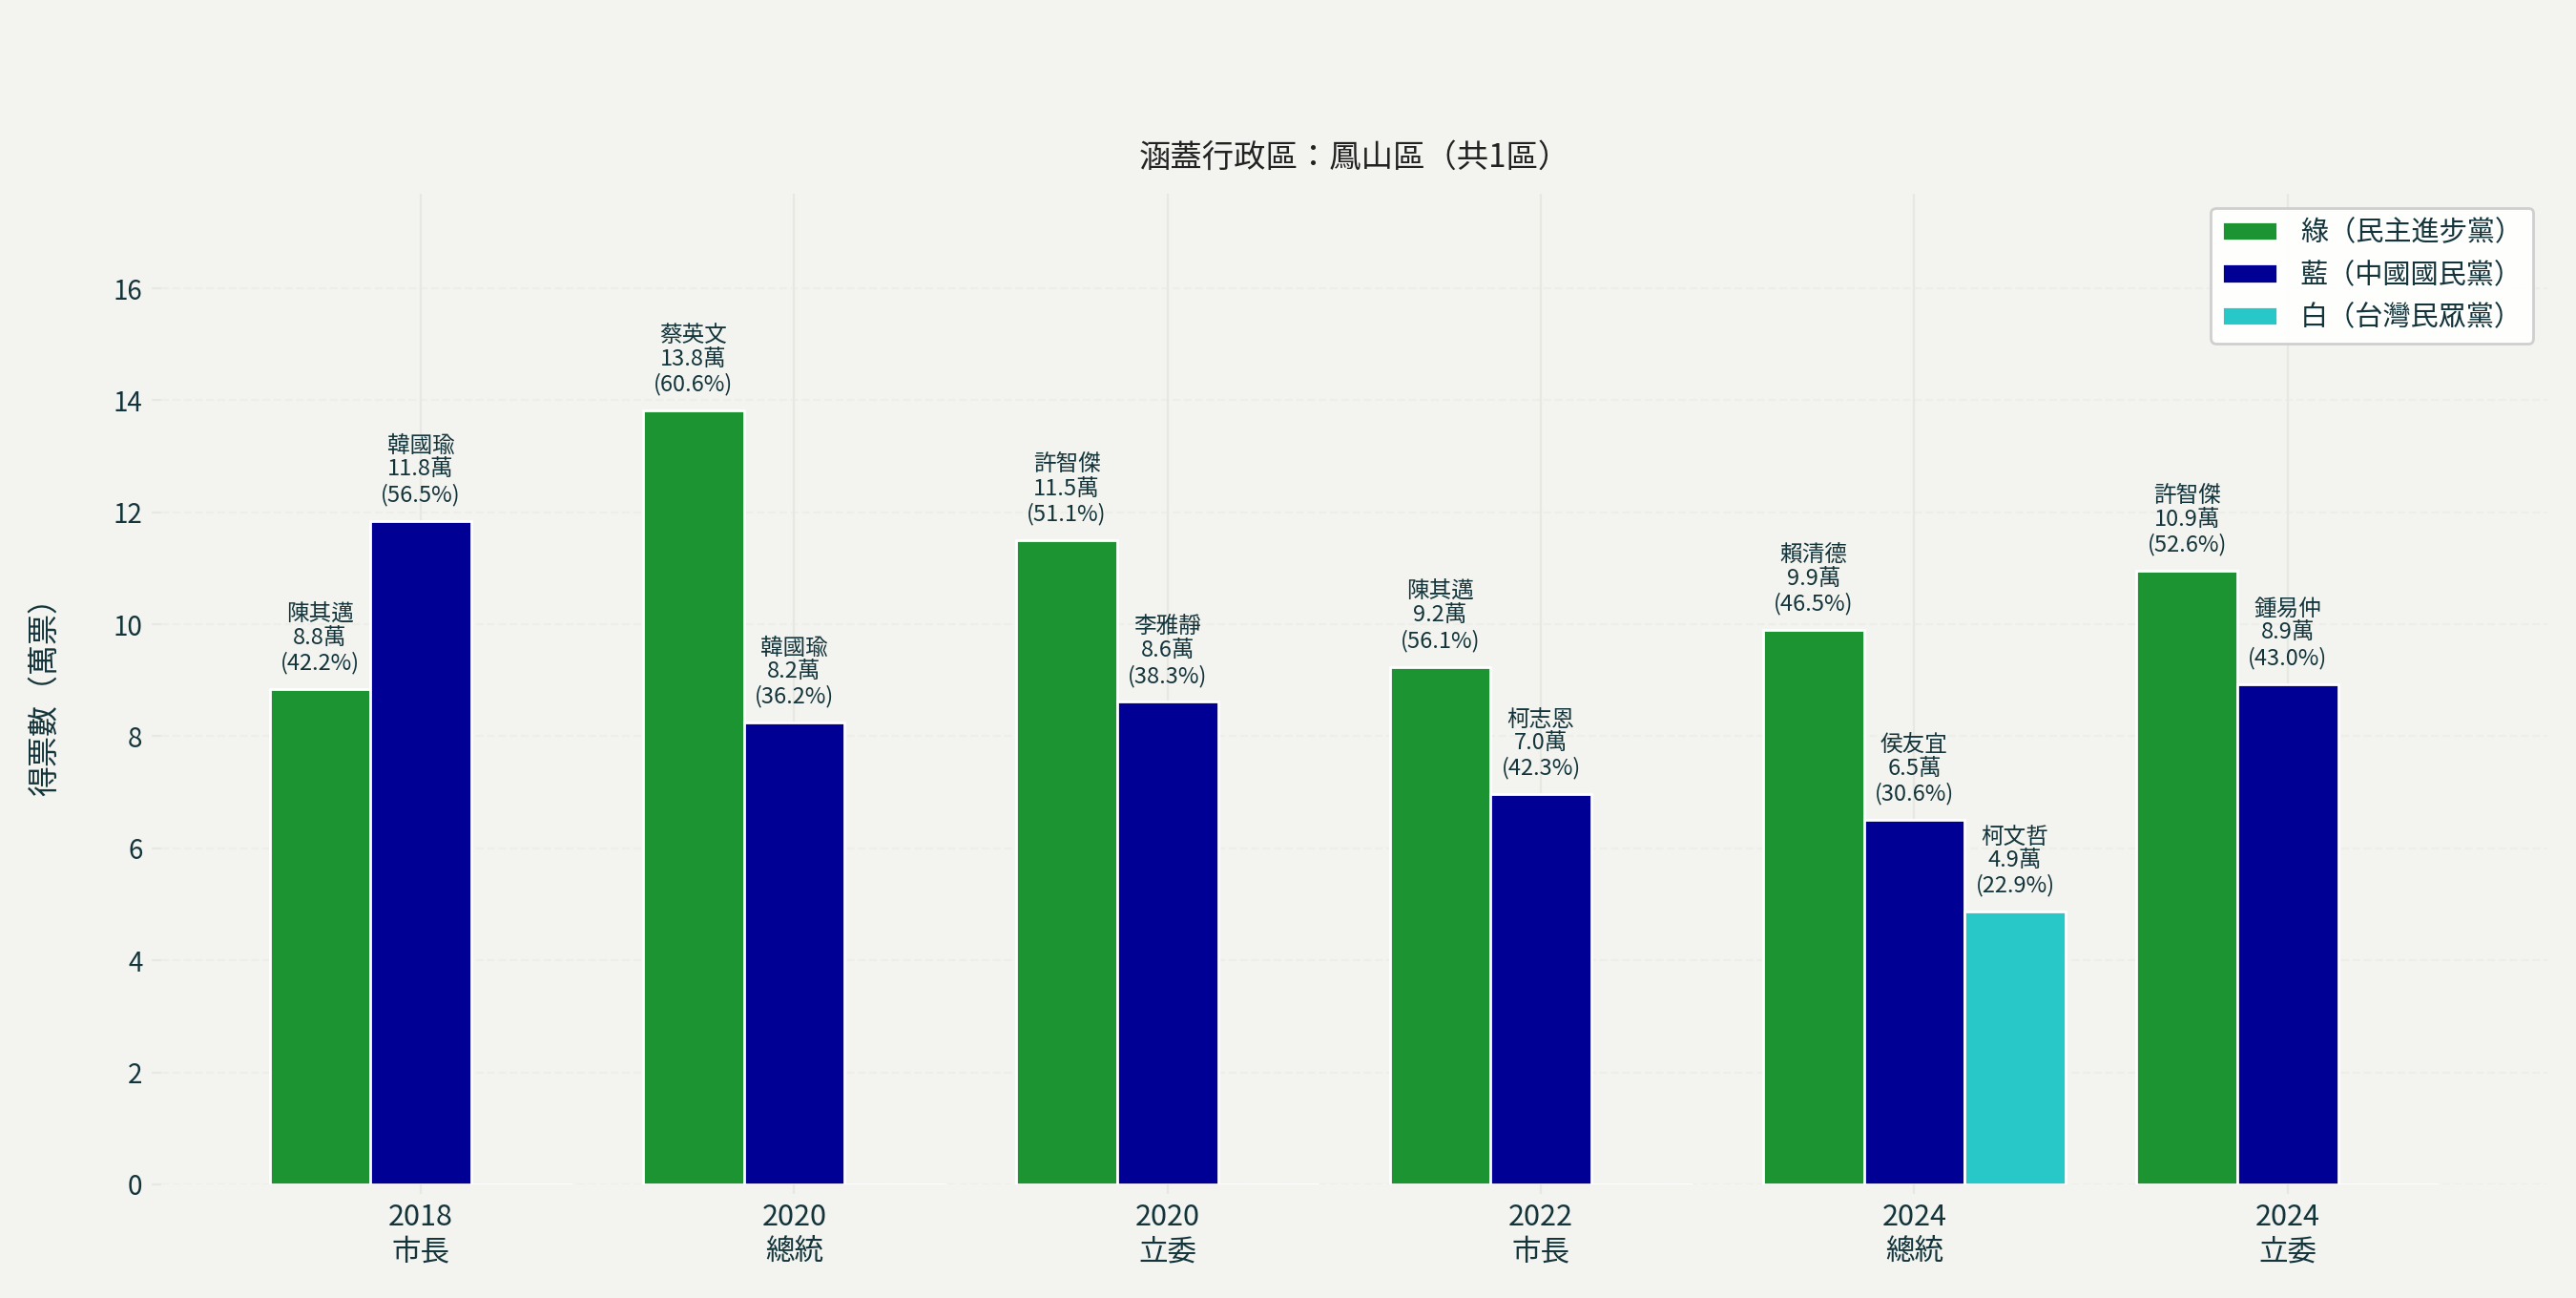 涵蓋行政區：鳳山區（共1區）
綠（民主進步黨）
藍（中國國民黨）
白（台灣民眾黨）
得票數（萬票）
16
14
12
10
8
6
4
2
0
陳其邁
8.8萬
(42.2%)
韓國瑜
11.8萬
(56.5%)
蔡英文
13.8萬
(60.6%)
韓國瑜
8.2萬
(36.2%)
許智傑
11.5萬
(51.1%)
李雅靜
8.6萬
(38.3%)
陳其邁
9.2萬
(56.1%)
柯志恩
7.0萬
(42.3%)
賴清德
9.9萬
(46.5%)
侯友宜
6.5萬
(30.6%)
柯文哲
4.9萬
(22.9%)
許智傑
10.9萬
(52.6%)
鍾易仲
8.9萬
(43.0%)
2018
市長
2020
總統
2020
立委
2022
市長
2024
總統
2024
立委